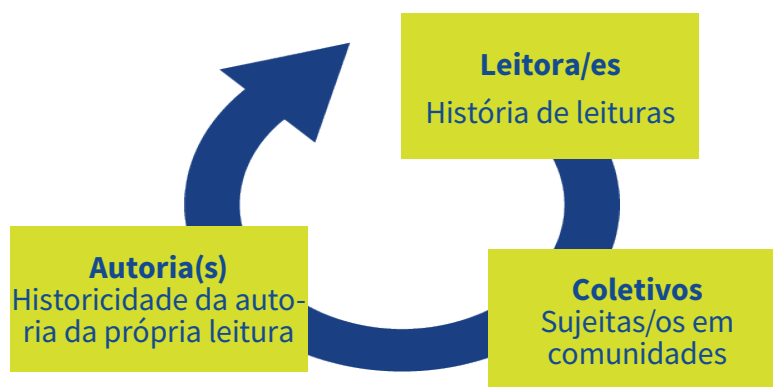 Leitora/es
História de leituras
Autoria(s)
Historicidade da auto-
ria da própria leitura
Coletivos
Sujeitas/os em
comunidades